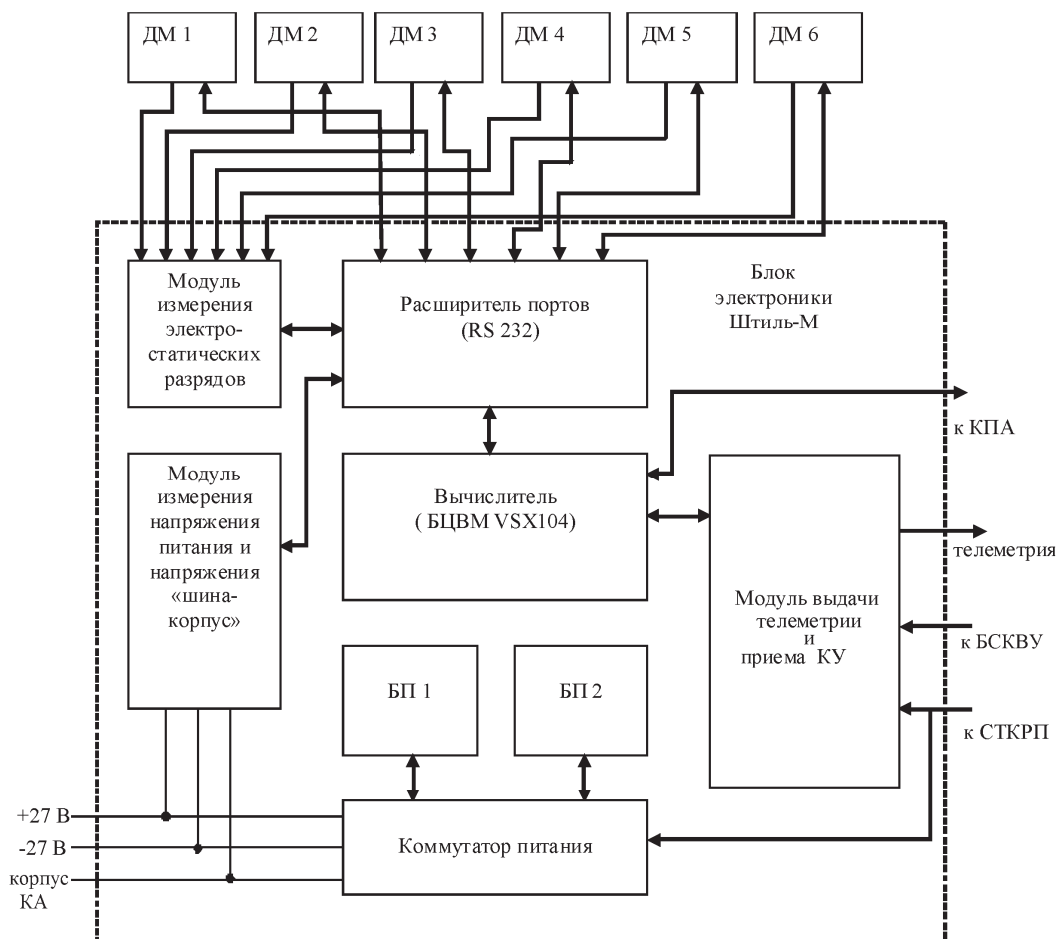 ДМ 1
ДМ 2
ДМ 3
ДМ 4
ДМ 5
ДМ 6
Модуль
измерения
электро-
статических
разрядов
Расширитель портов
(RS 232)
Блок
электроники
Штиль-М
к КПА
Модуль
измерения
напряжения
питания и
напряжения
«шина-
корпус»
Вычислитель
( БЦВМ VSX104)
телеметрия
Модуль выдачи
телеметрии
и
приема КУ
к БСКВУ
к СТКРП
БП 1
БП 2
+27 В
-27 В
корпус
КА
Коммутатор питания